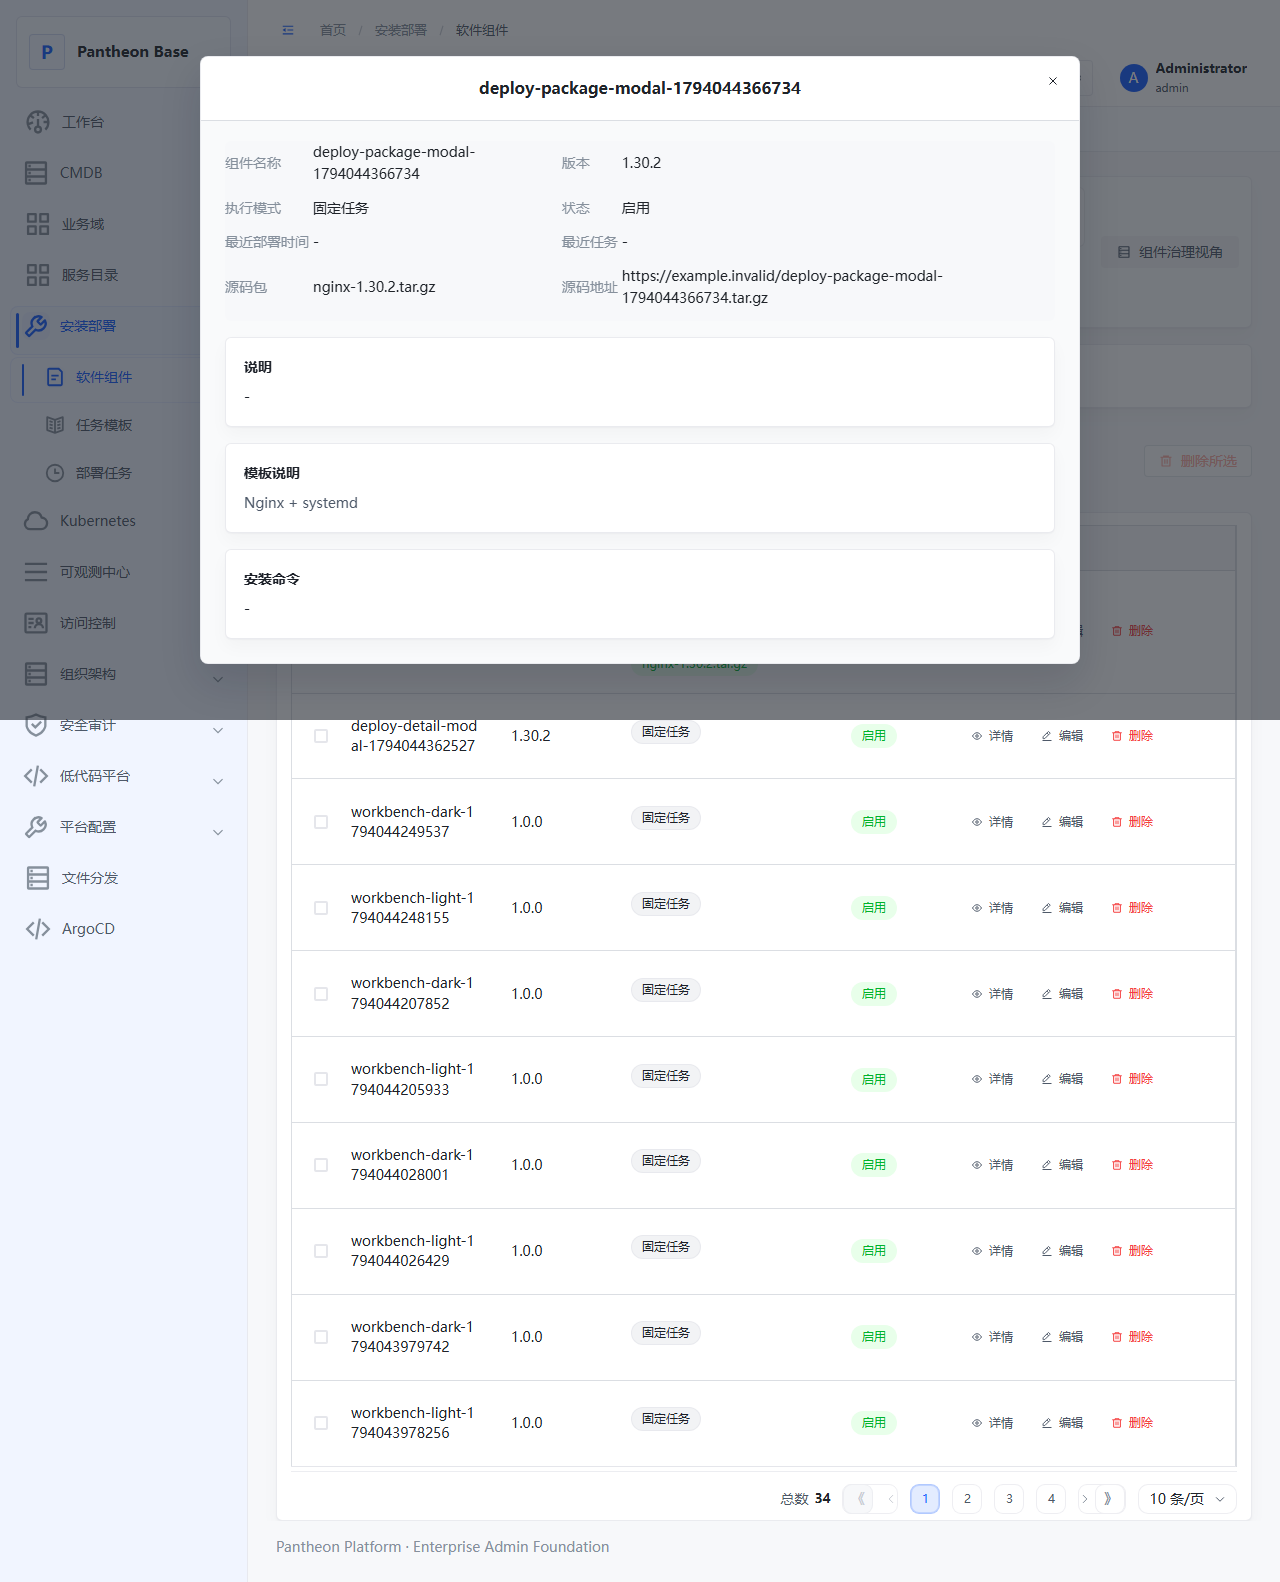 P
Pantheon Base
工作台
CMDB
业务域
服务目录
安装部署
软件组件
任务模板
部署任务
Kubernetes
可观测中心
访问控制
组织架构
安全审计
低代码平台
平台配置
文件分发
ArgoCD
首页 / 安装部署 / 软件组件
A
Administrator
admin
组件治理视角
删除所选
deploy-package-modal-1794044366734
组件名称
deploy-package-modal-
1794044366734
版本
1.30.2
执行模式
固定任务
状态
启用
最近部署时间
-
最近任务
-
源码包
nginx-1.30.2.tar.gz
源码地址
https://example.invalid/deploy-package-modal-
1794044366734.tar.gz
说明
-
模板说明
Nginx + systemd
安装命令
-
删除
nginx-1.30.2.tar.gz
deploy-detail-mod
al-1794044362527
1.30.2
固定任务
启用
详情
编辑
删除
workbench-dark-1
794044249537
1.0.0
固定任务
启用
详情
编辑
删除
workbench-light-1
794044248155
1.0.0
固定任务
启用
详情
编辑
删除
workbench-dark-1
794044207852
1.0.0
固定任务
启用
详情
编辑
删除
workbench-light-1
794044205933
1.0.0
固定任务
启用
详情
编辑
删除
workbench-dark-1
794044028001
1.0.0
固定任务
启用
详情
编辑
删除
workbench-light-1
794044026429
1.0.0
固定任务
启用
详情
编辑
删除
workbench-dark-1
794043979742
1.0.0
固定任务
启用
详情
编辑
删除
workbench-light-1
794043978256
1.0.0
固定任务
启用
详情
编辑
删除
总数 34
1
2
3
4
10 条/页
Pantheon Platform · Enterprise Admin Foundation